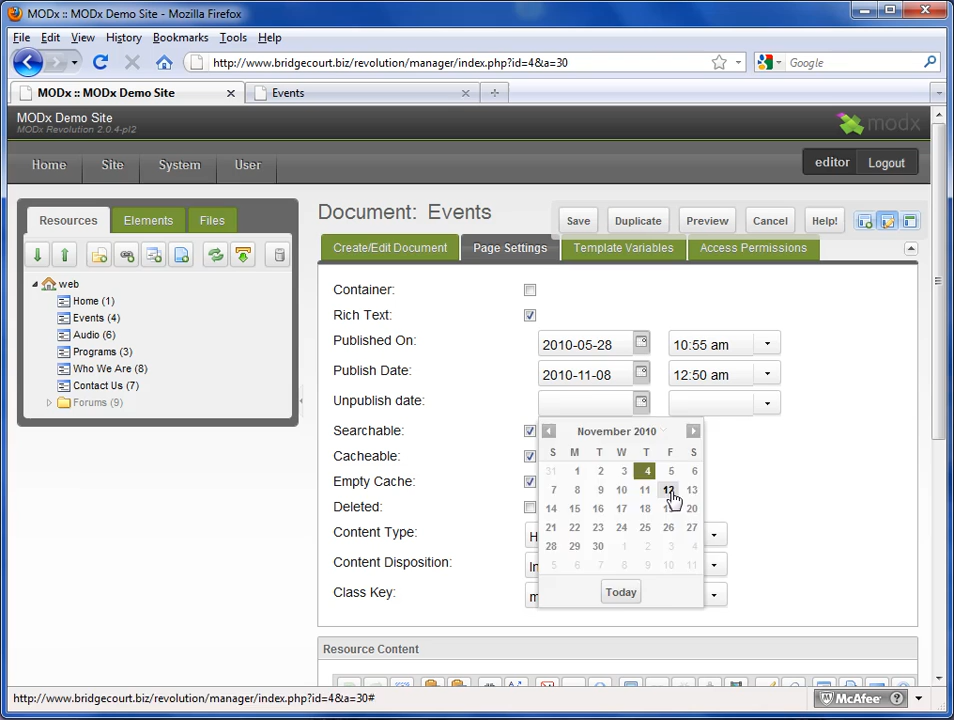 MODx :: MODx Demo Site - Mozilla Firefox
File Edit View History Bookmarks Tools Help
http://www.bridgecourt.biz/revolution/manager/index.php?id=4&a=30
Google
MODx :: MODx Demo Site
Events
MODx Demo Site
MODx Revolution 2.0.4-pl2
modx
Home Site System User
editor Logout
Resources Elements Files
Document: Events
Save Duplicate Preview Cancel Help!
Create/Edit Document Page Settings Template Variables Access Permissions
web
Home (1)
Events (4)
Audio (6)
Programs (3)
Who We Are (8)
Contact Us (7)
Forums (9)
Container:
Rich Text:
Published On: 2010-05-28 10:55 am
Publish Date: 2010-11-08 12:50 am
Unpublish date:
Searchable:
Cacheable:
Empty Cache:
Deleted:
Content Type: H
Content Disposition: In
Class Key: m
November 2010
S M T W T F S
31 1 2 3 4 5 6
7 8 9 10 11 12 13
14 15 16 17 18 19 20
21 22 23 24 25 26 27
28 29 30 1 2 3 4
5 6 7 8 9 10 11
Today
Resource Content
http://www.bridgecourt.biz/revolution/manager/index.php?id=4&a=30#
McAfee